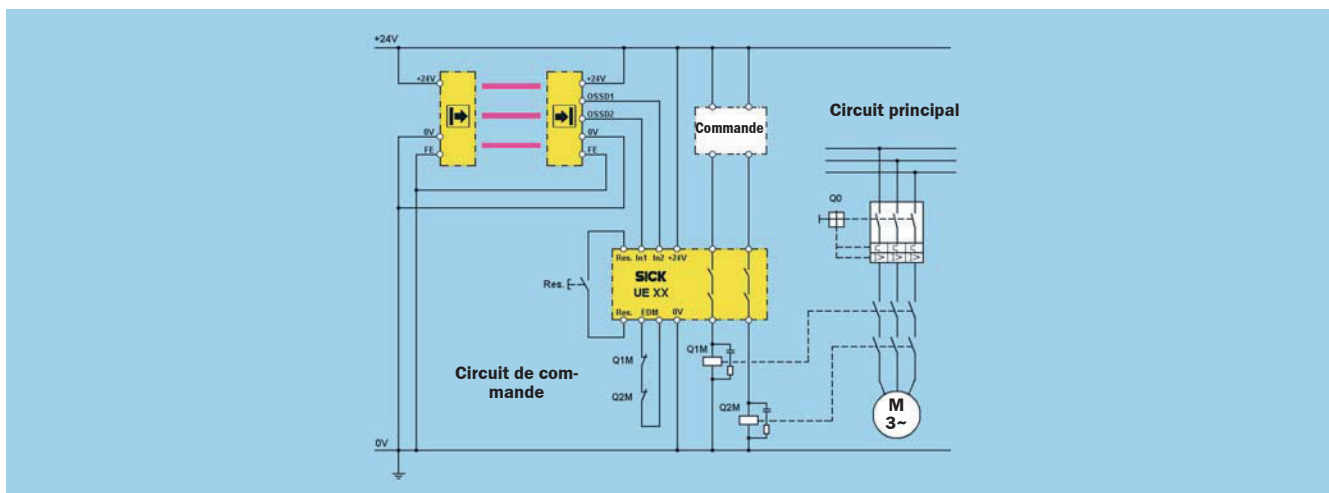 +24V
+24V
+24V
OSSD1
OSSD2
0V
0V
FE
FE
Commande
Circuit principal
Q0
Res. In1 In2 +24V
SICK
UE XX
Res.
Res. EDM 0V
Q1M
Q1M
Circuit de com-
mande
Q2M
Q2M
M
3~
0V